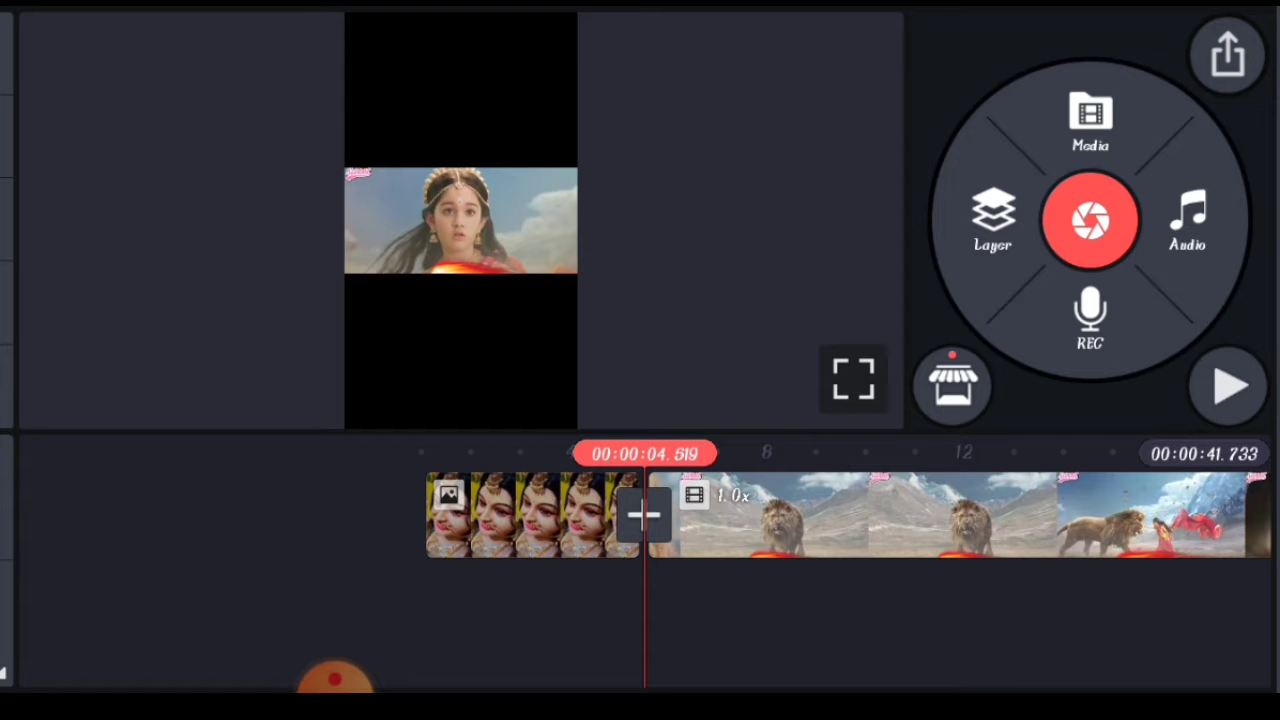 Media
Layer
Audio
REC
00:00:04.519
8
12
00:00:41.733
1.0x